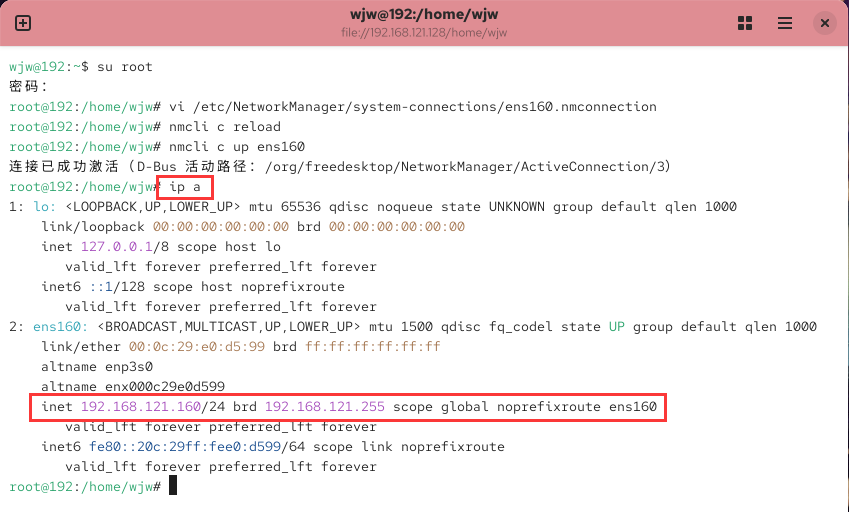 wjw@192:/home/wjw
file://192.168.121.128/home/wjw
wjw@192:~$ su root
密码：
root@192:/home/wjw# vi /etc/NetworkManager/system-connections/ens160.nmconnection
root@192:/home/wjw# nmcli c reload
root@192:/home/wjw# nmcli c up ens160
连接已成功激活（D-Bus 活动路径：/org/freedesktop/NetworkManager/ActiveConnection/3）
root@192:/home/wjw# ip a
1: lo: <LOOPBACK,UP,LOWER_UP> mtu 65536 qdisc noqueue state UNKNOWN group default qlen 1000
    link/loopback 00:00:00:00:00:00 brd 00:00:00:00:00:00
    inet 127.0.0.1/8 scope host lo
       valid_lft forever preferred_lft forever
    inet6 ::1/128 scope host noprefixroute
       valid_lft forever preferred_lft forever
2: ens160: <BROADCAST,MULTICAST,UP,LOWER_UP> mtu 1500 qdisc fq_codel state UP group default qlen 1000
    link/ether 00:0c:29:e0:d5:99 brd ff:ff:ff:ff:ff:ff
    altname enp3s0
    altname enx000c29e0d599
    inet 192.168.121.160/24 brd 192.168.121.255 scope global noprefixroute ens160
       valid_lft forever preferred_lft forever
    inet6 fe80::20c:29ff:fee0:d599/64 scope link noprefixroute
       valid_lft forever preferred_lft forever
root@192:/home/wjw#